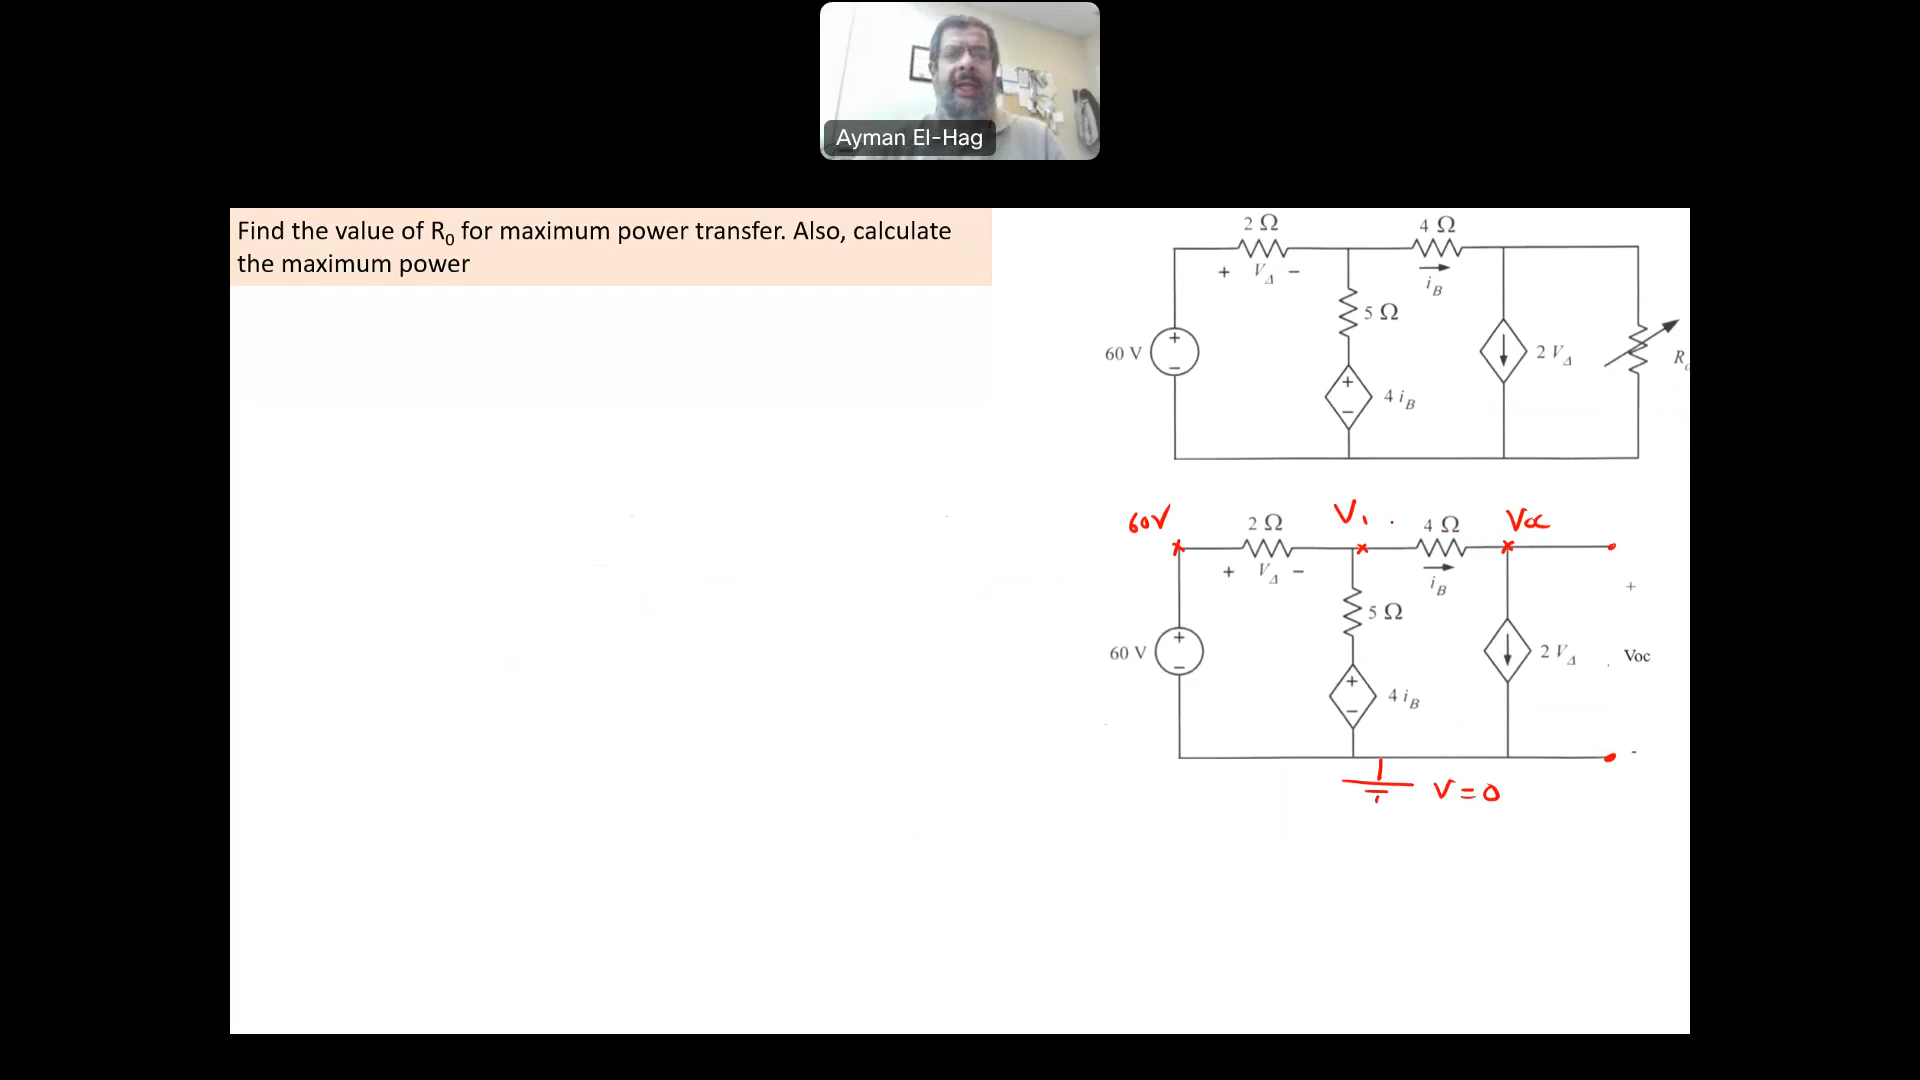 Ayman El-Hag
Find the value of R0 for maximum power transfer. Also, calculate
the maximum power
2 Ω
4 Ω
+ VΔ −
iB
5 Ω
60 V
+
−
+
−
4 iB
2 VΔ
R
60V
V1
Voc
2 Ω
4 Ω
+ VΔ −
iB
+
5 Ω
60 V
+
−
+
−
4 iB
2 VΔ
Voc
-
V=0